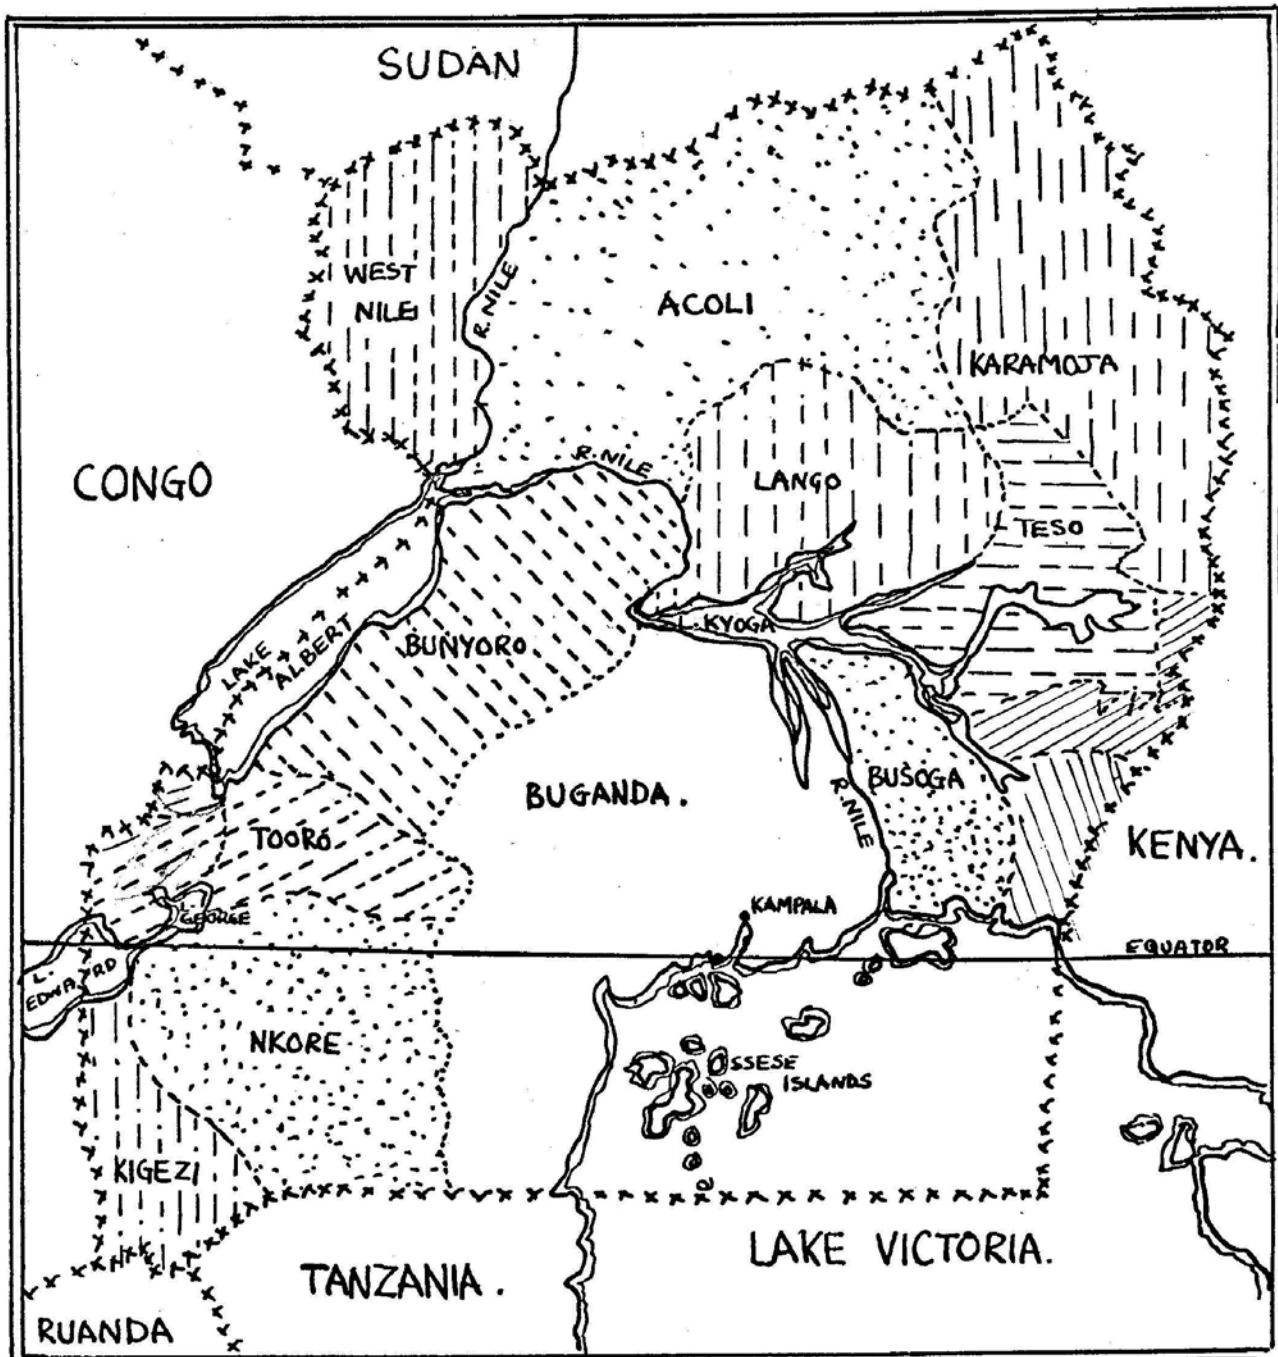 SUDAN
WEST
NILE
R. NILE
ACOLI
KARAMOJA
CONGO
R. NILE
LANGO
TESO
LAKE
ALBERT
BUNYORO
L. KYOGA
BUGANDA.
BUSOGA
R. NILE
TOORO
KENYA.
L.
GEORGE
KAMPALA
EQUATOR
L.
EDWARD
NKORE
SSESE
ISLANDS
KIGEZI
LAKE VICTORIA.
TANZANIA.
RUANDA